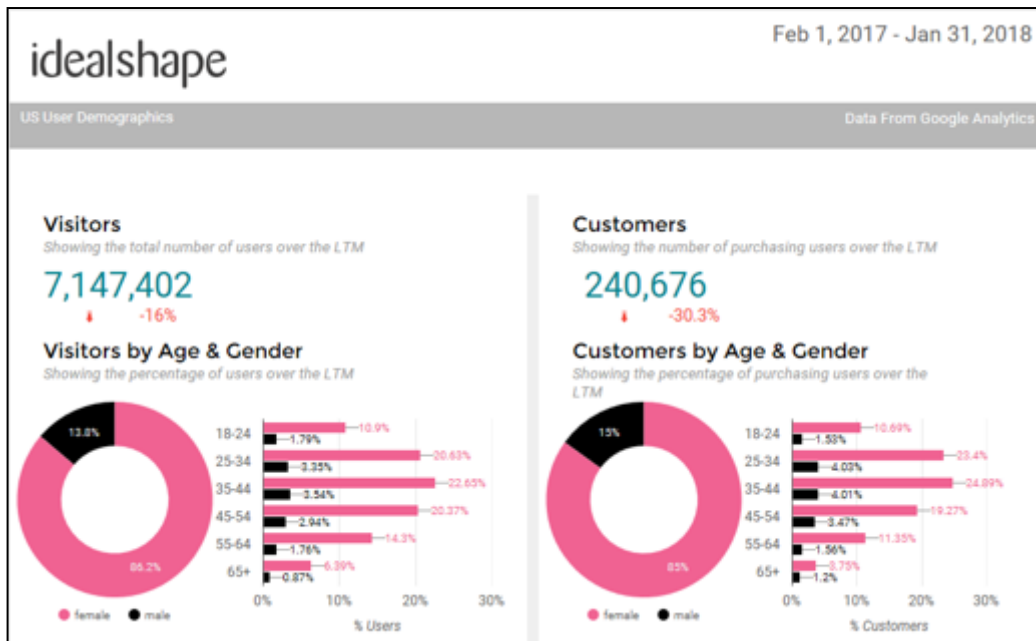 Feb 1, 2017 - Jan 31, 2018
idealshape
US User Demographics
Data From Google Analytics
Visitors
Showing the total number of users over the LTM
7,147,402
-16%
Visitors by Age & Gender
Showing the percentage of users over the LTM
13.8%
86.2%
female
male
18-24
10.9%
1.79%
25-34
20.63%
3.35%
35-44
22.65%
3.54%
45-54
20.37%
2.94%
55-64
14.3%
1.76%
65+
6.39%
0.87%
0% 10% 20% 30%
% Users
Customers
Showing the number of purchasing users over the LTM
240,676
-30.3%
Customers by Age & Gender
Showing the percentage of purchasing users over the
LTM
15%
85%
female
male
18-24
10.69%
1.53%
25-34
23.4%
4.03%
35-44
24.89%
4.01%
45-54
19.27%
3.47%
55-64
11.35%
1.56%
65+
3.75%
1.2%
0% 10% 20% 30%
% Customers